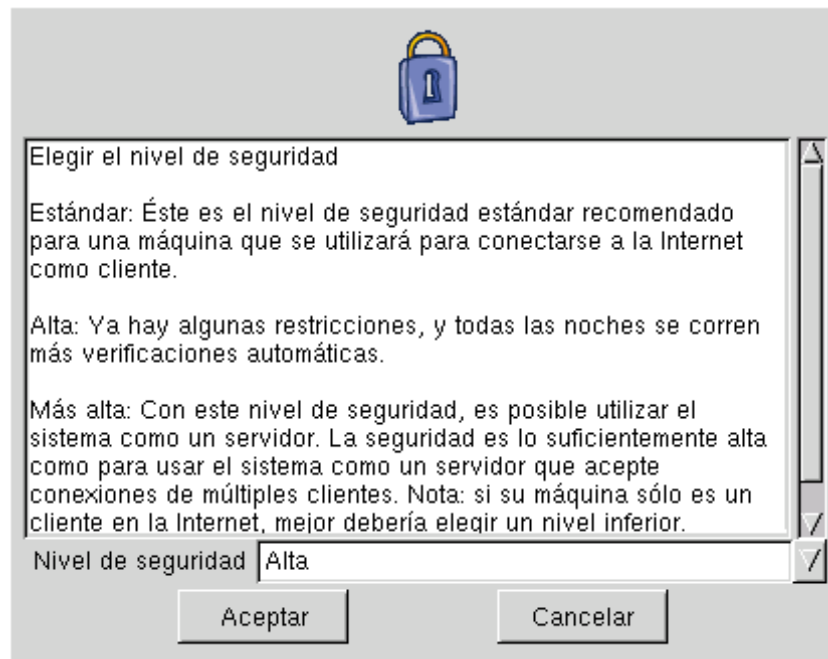 Elegir el nivel de seguridad
Estándar: Éste es el nivel de seguridad estándar recomendado
para una máquina que se utilizará para conectarse a la Internet
como cliente.
Alta: Ya hay algunas restricciones, y todas las noches se corren
más verificaciones automáticas.
Más alta: Con este nivel de seguridad, es posible utilizar el
sistema como un servidor. La seguridad es lo suficientemente alta
como para usar el sistema como un servidor que acepte
conexiones de múltiples clientes. Nota: si su máquina sólo es un
cliente en la Internet, mejor debería elegir un nivel inferior.
Nivel de seguridad Alta
Aceptar Cancelar